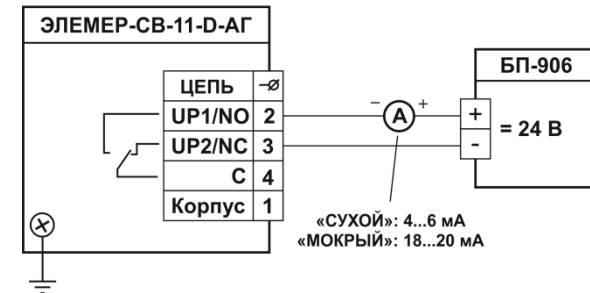 ЭЛЕМЕР-СВ-11-D-АГ
БП-906
ЦЕПЬ
UP1/NO 2
UP2/NC 3
С 4
Корпус 1
− A +
+
= 24 В
-
«СУХОЙ»: 4...6 мА
«МОКРЫЙ»: 18...20 мА